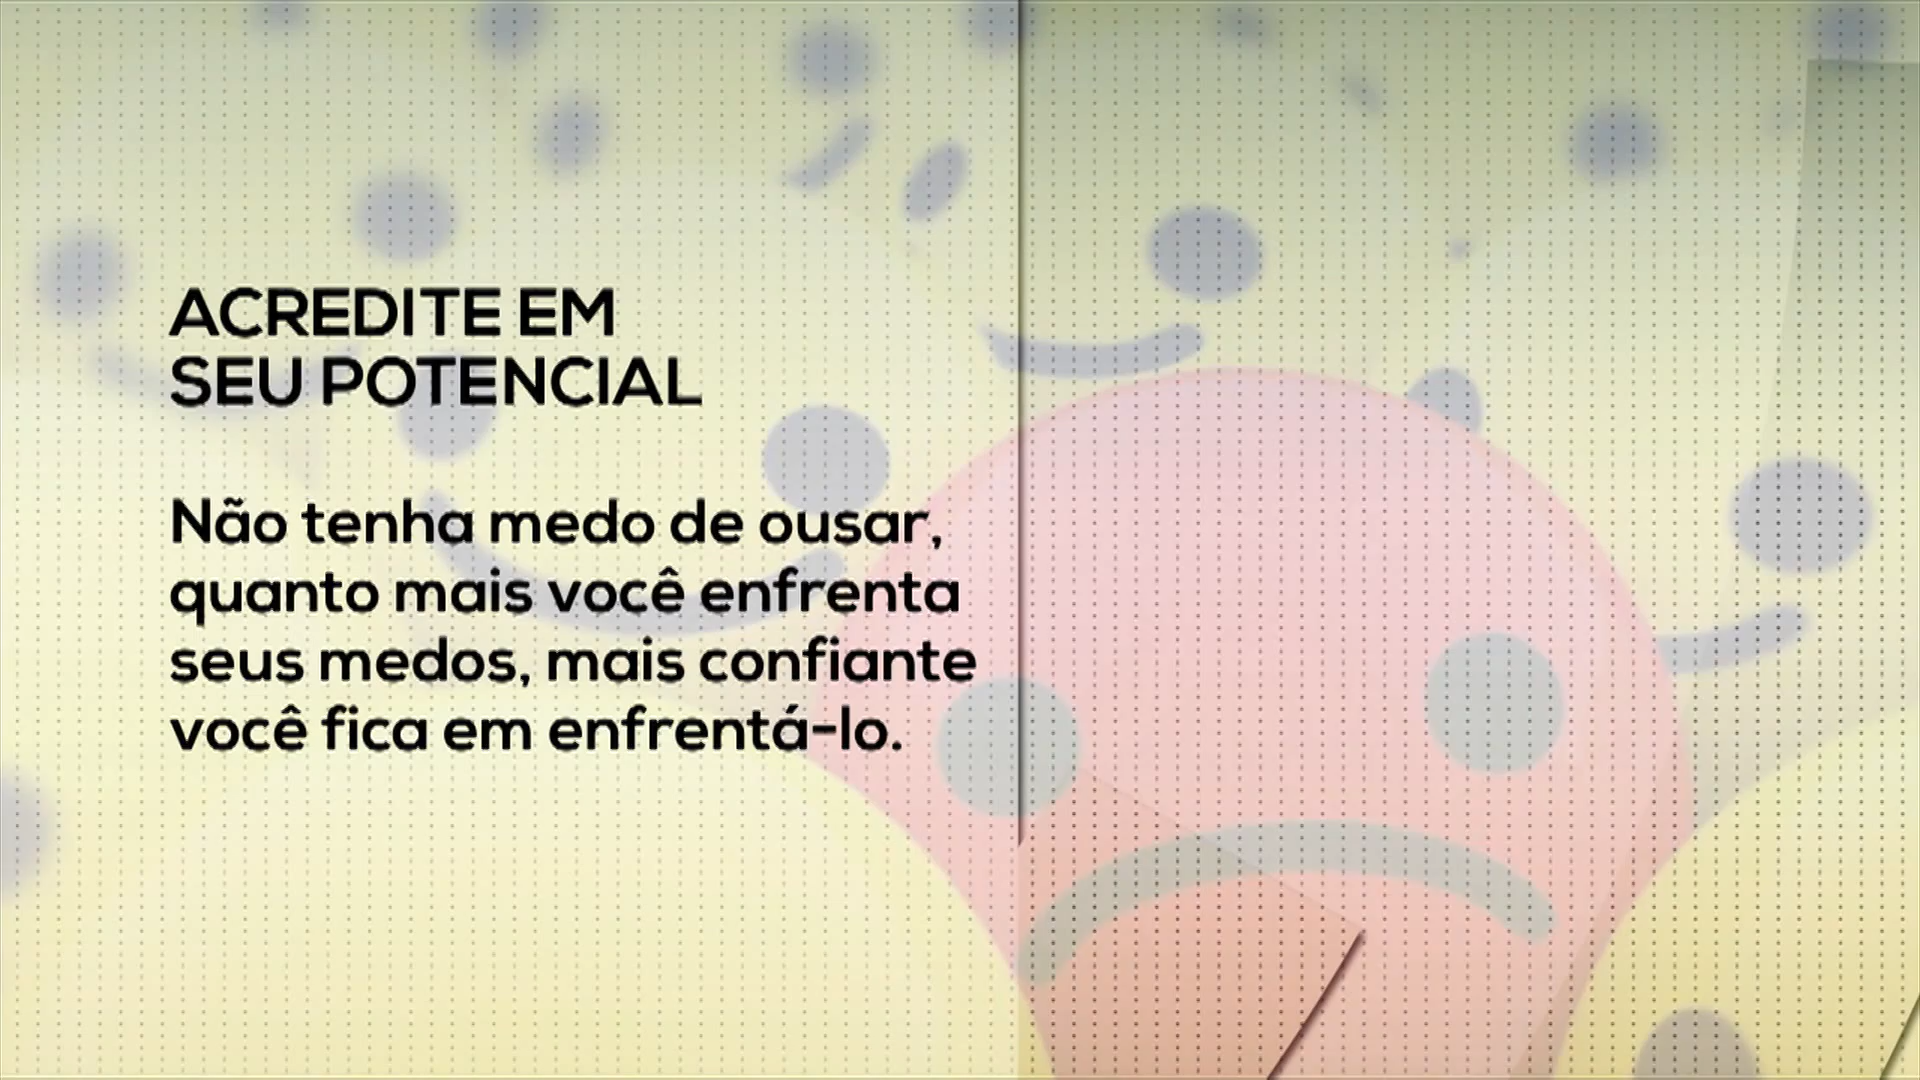 ACREDITE EM
SEU POTENCIAL
Não tenha medo de ousar,
quanto mais você enfrenta
seus medos, mais confiante
você fica em enfrentá-lo.